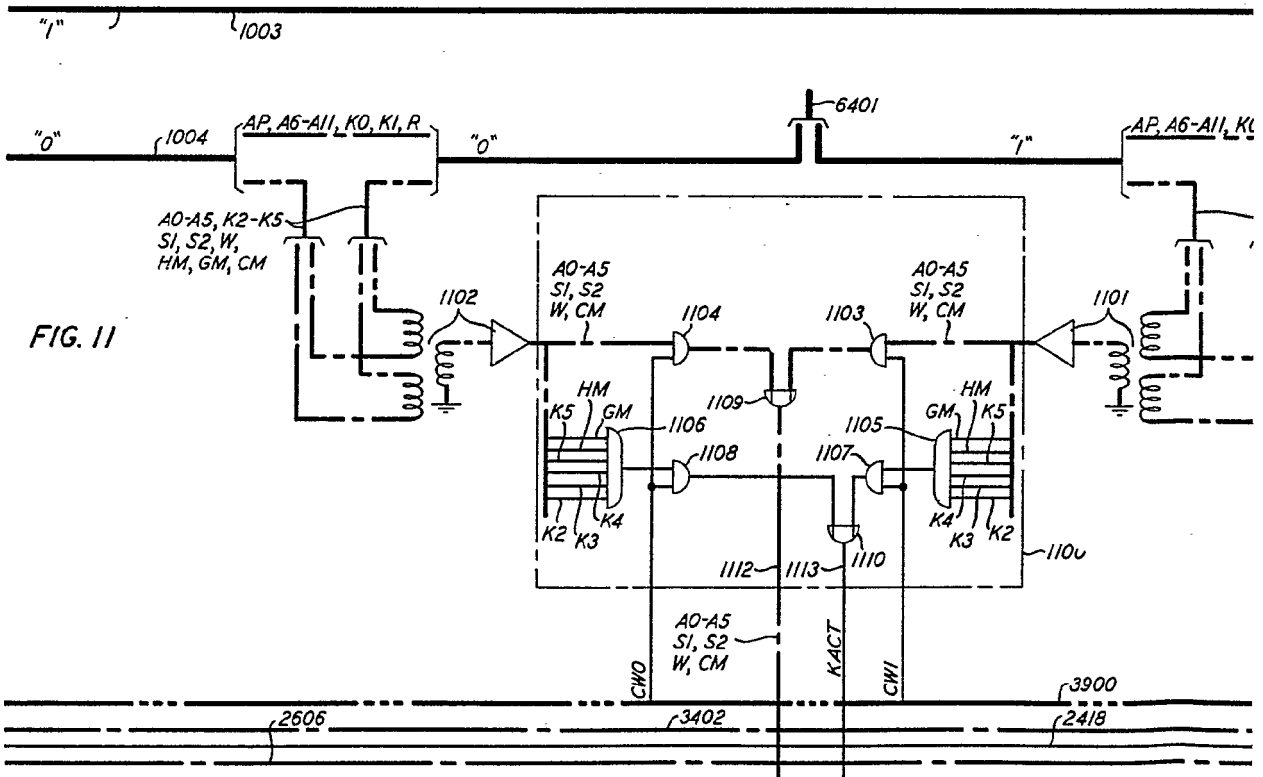 "1"
1003
6401
"0"
1004
AP, A6-A11, K0, K1, R
"0"
"1"
AP, A6-A11, K0
A0-A5, K2-K5
S1, S2, W,
HM, GM, CM
FIG. 11
1102
A0-A5
S1, S2
W, CM
1104
A0-A5
S1, S2
W, CM
1103
1101
1109
HM
K5
GM
1106
1108
K2
K3
K4
1105
1107
HM
GM
K5
K4
K3
K2
1110
1100
1112
1113
A0-A5
S1, S2
W, CM
CW0
KACT
CW1
3900
2606
3402
2418